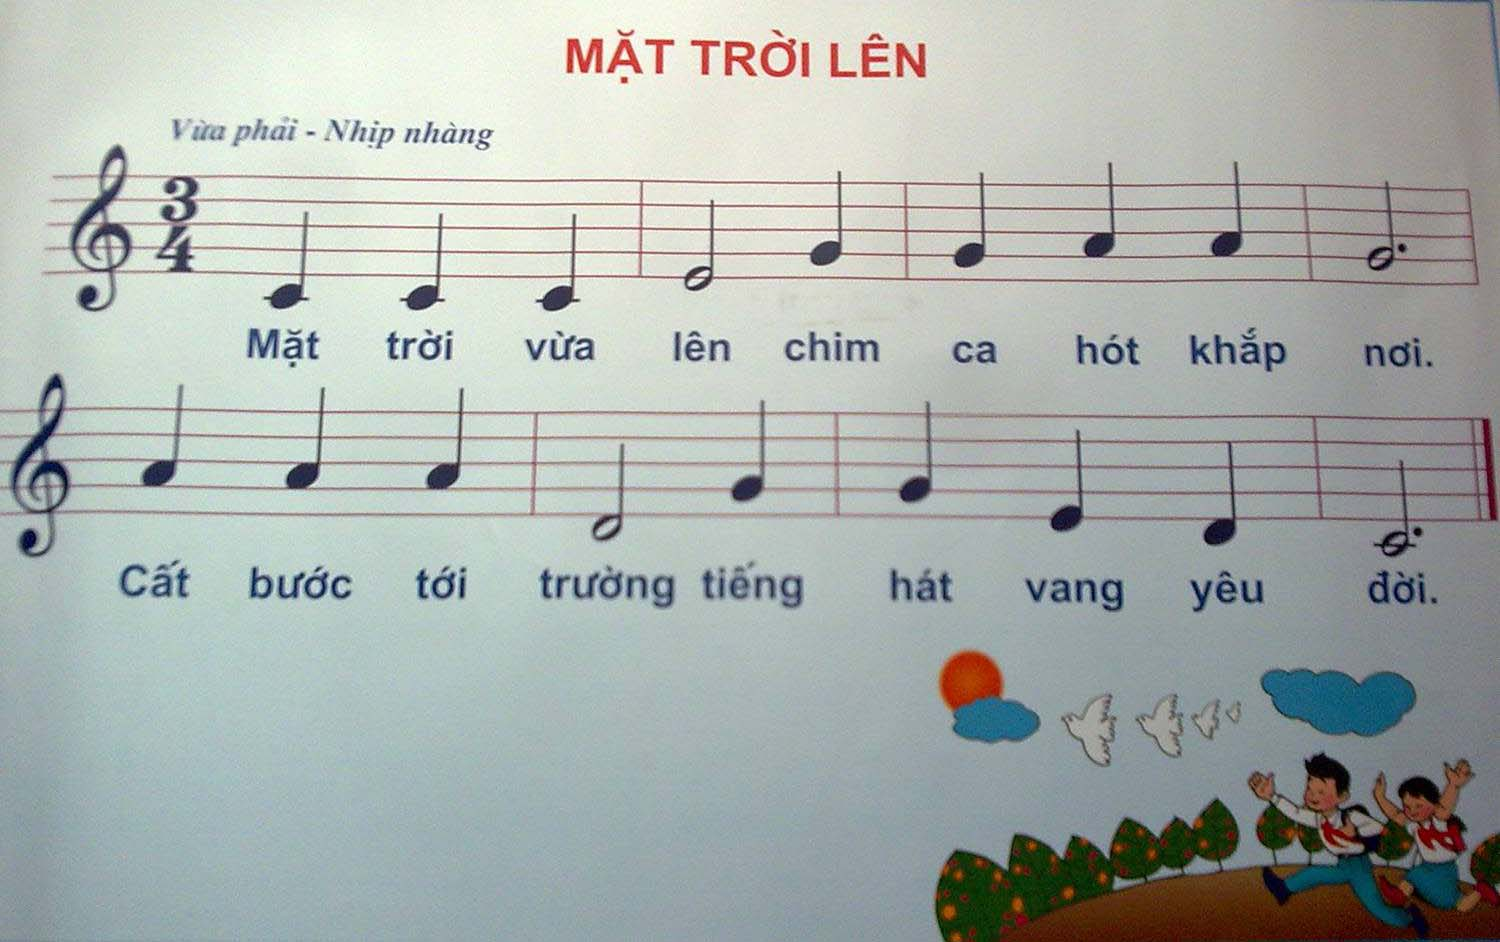 MẶT TRỜI LÊN
Vừa phải - Nhịp nhàng
3
4
Mặt trời vừa lên chim ca hót khắp nơi.
Cất bước tới trường tiếng hát vang yêu đời.